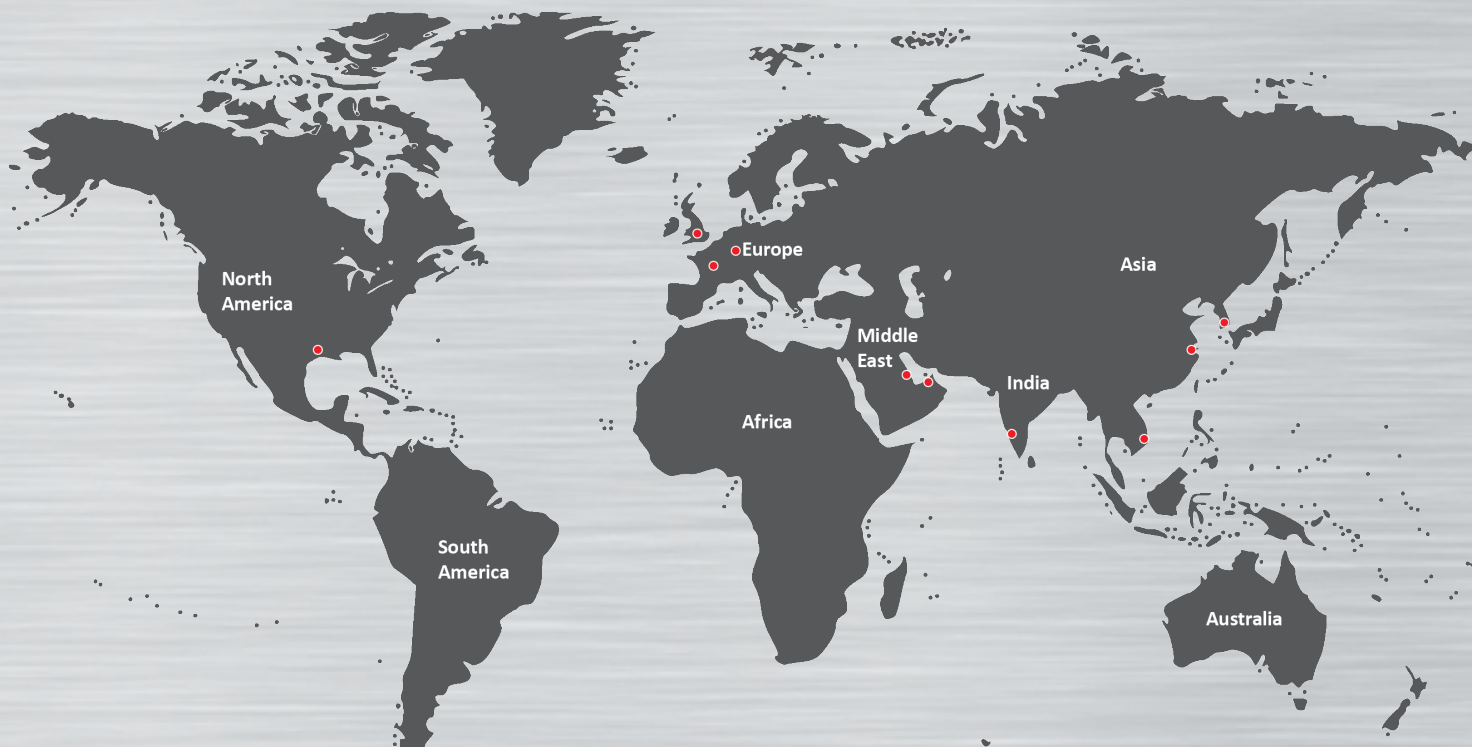 North
America
Europe
Asia
Middle
East
India
Africa
South
America
Australia